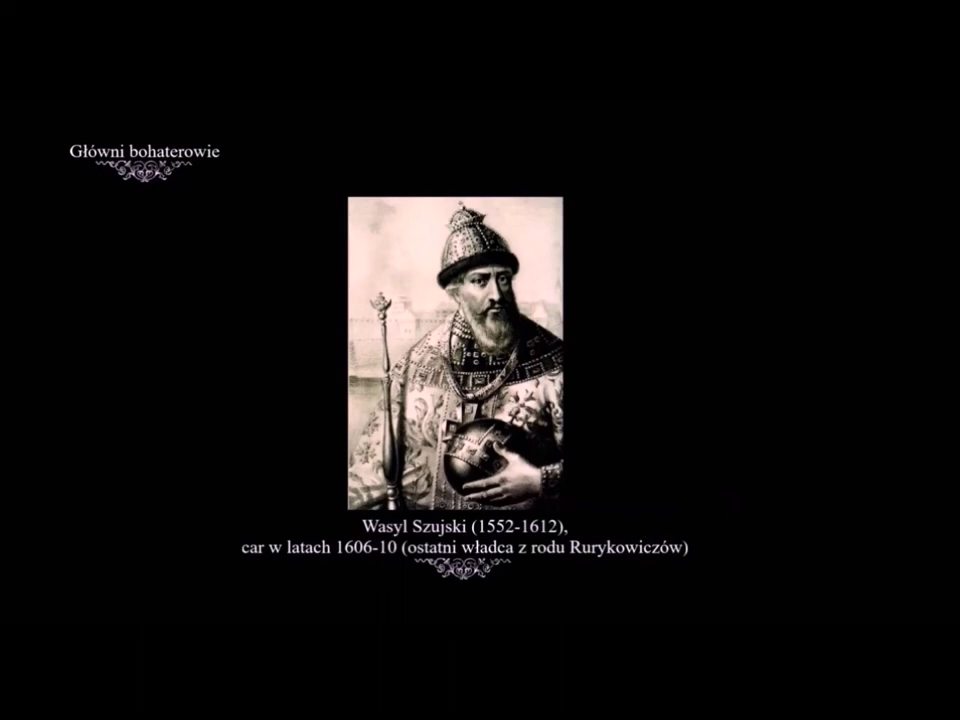 Główni bohaterowie
Wasyl Szujski (1552-1612),
car w latach 1606-10 (ostatni władca z rodu Rurykowiczów)